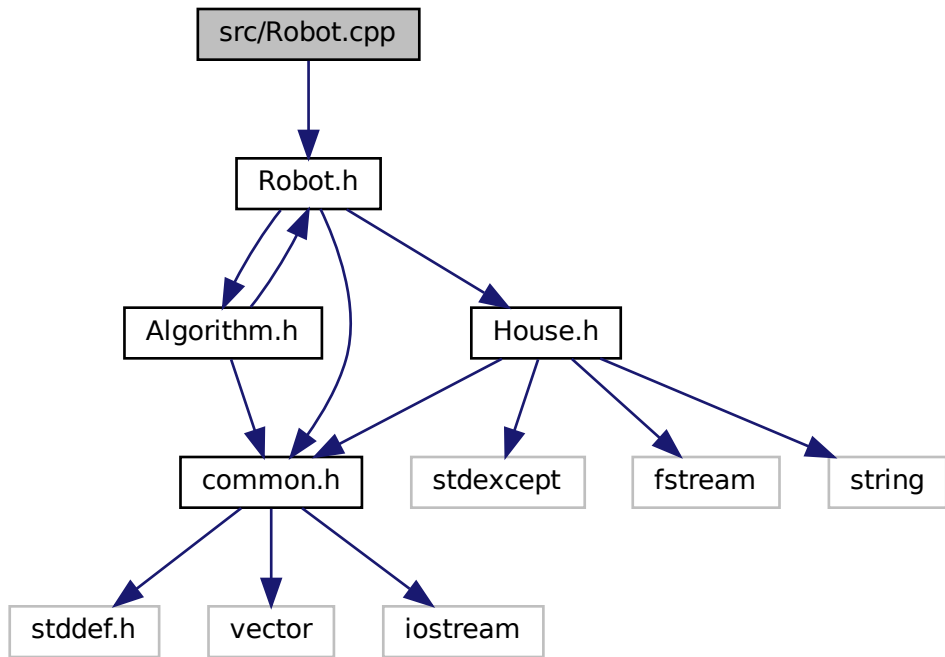 src/Robot.cpp
Robot.h
Algorithm.h
House.h
common.h
stdexcept
fstream
string
stddef.h
vector
iostream